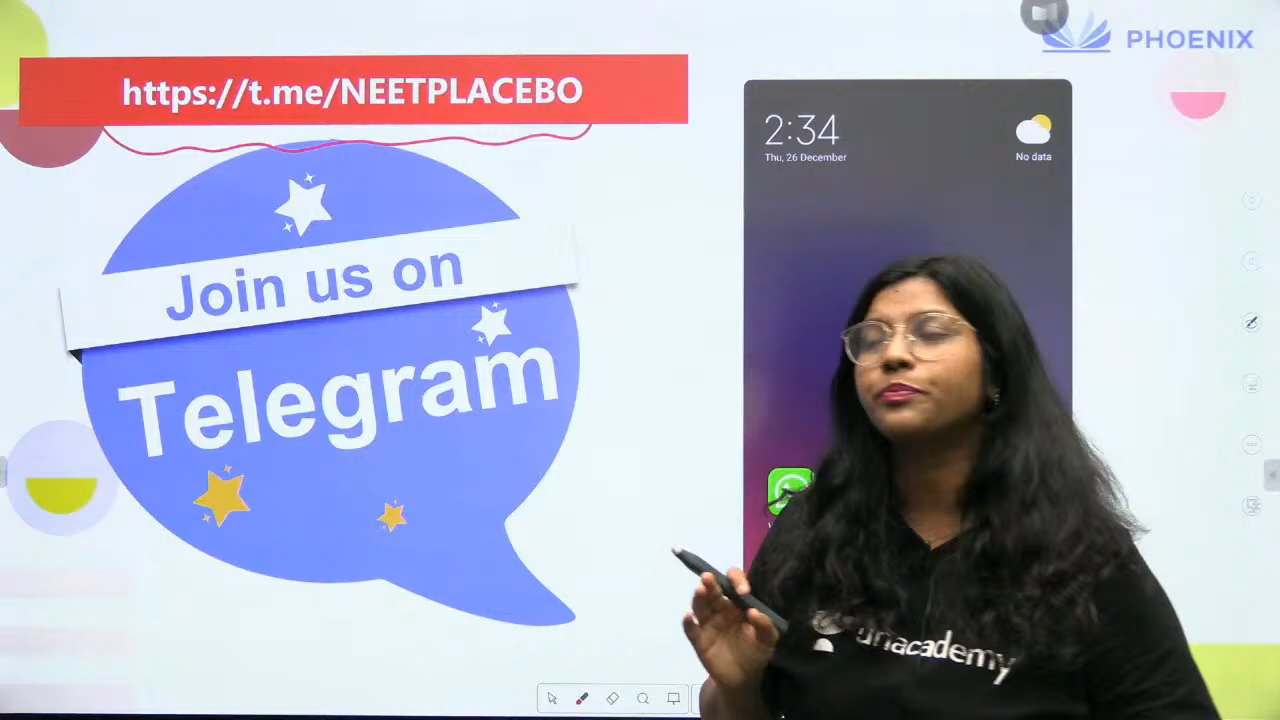 https://t.me/NEETPLACEBO
PHOENIX
2:34
Thu, 26 December
No data
Join us on
Telegram
unacademy